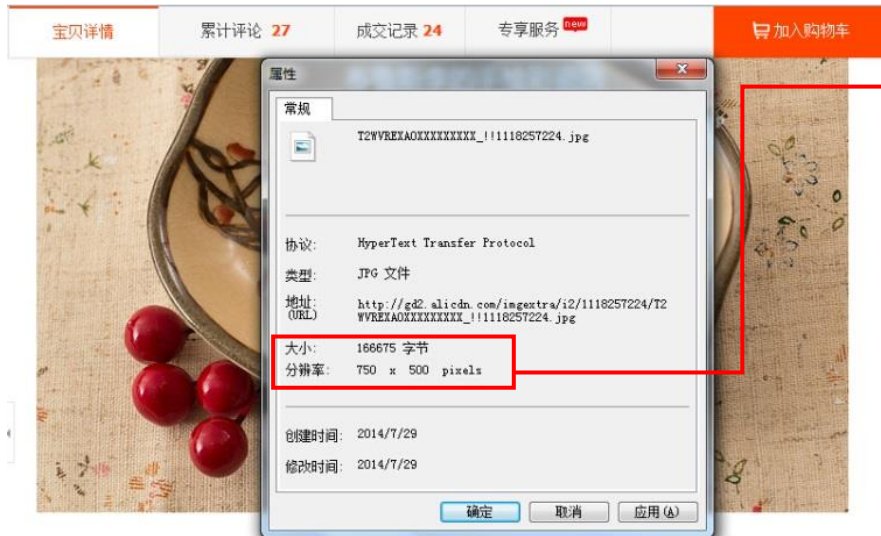 宝贝详情
累计评论 27
成交记录 24
专享服务 new
加入购物车
属性
常规
T2WVREXAOXXXXXXXXX_!!1118257224.jpg
协议: HyperText Transfer Protocol
类型: JPG 文件
地址: http://gd2.alicdn.com/imgextra/i2/1118257224/T2
(URL) WVREXAOXXXXXXXXX_!!1118257224.jpg
大小: 166675 字节
分辨率: 750 x 500 pixels
创建时间: 2014/7/29
修改时间: 2014/7/29
确定
取消
应用(A)